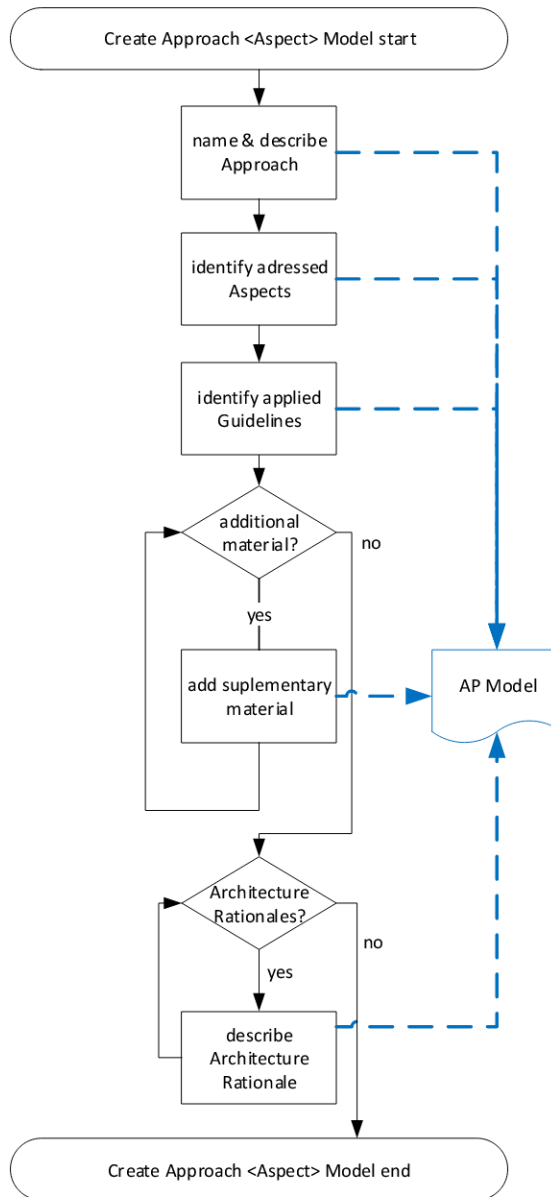 Create Approach <Aspect> Model start
name & describe
Approach
identify adressed
Aspects
identify applied
Guidelines
additional
material?
no
yes
add suplementary
material
AP Model
Architecture
Rationales?
no
yes
describe
Architecture
Rationale
Create Approach <Aspect> Model end